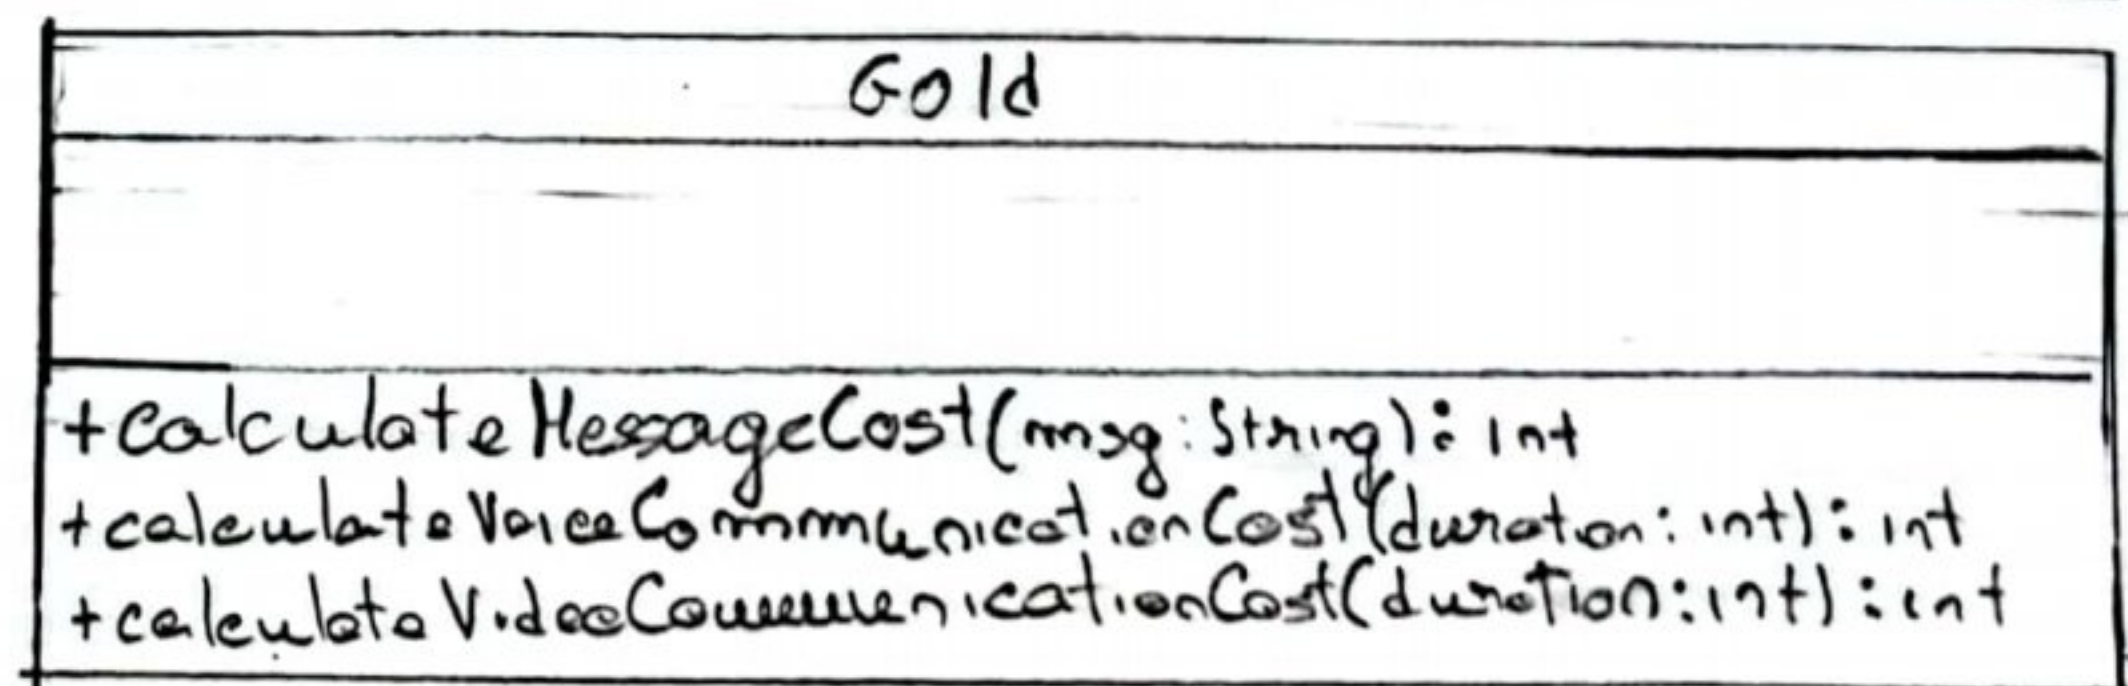 Gold
+calculateMessageCost(msg:String): int
+calculateVoiceCommunicationCost(duration: int): int
+calculateVideoCommunicationCost(duration:int): int